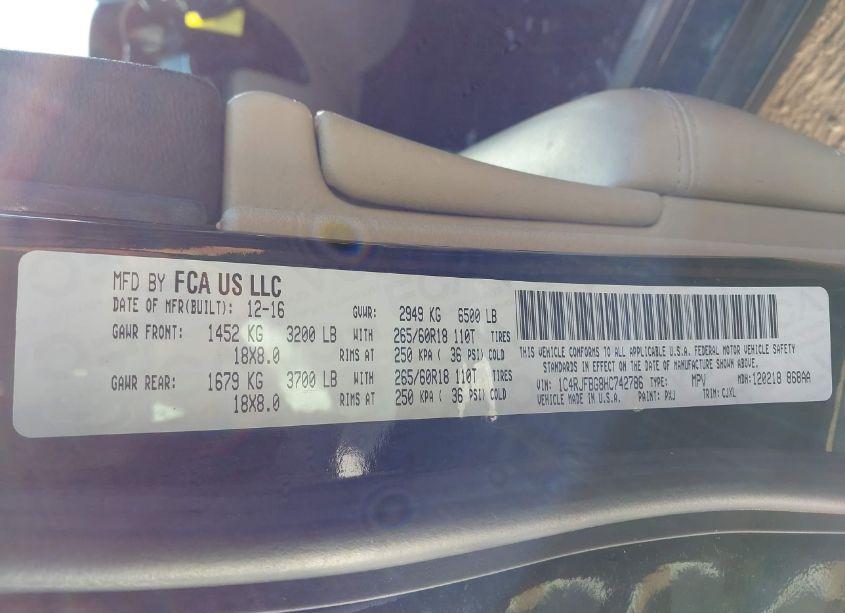 MFD BY FCA US LLC
DATE OF MFR(BUILT): 12-16 GVWR: 2949 KG 6500 LB
GAWR FRONT: 1452 KG 3200 LB WITH 265/60R18 110T TIRES
18X8.0 RIMS AT 250 KPA ( 36 PSI) COLD
GAWR REAR: 1679 KG 3700 LB WITH 265/60R18 110T TIRES
18X8.0 RIMS AT 250 KPA ( 36 PSI) COLD
THIS VEHICLE CONFORMS TO ALL APPLICABLE U.S.A. FEDERAL MOTOR VEHICLE SAFETY
STANDARDS IN EFFECT ON THE DATE OF MANUFACTURE SHOWN ABOVE.
VIN: 1C4RJFBG8HC742786 TYPE: MPV MDH: 120218 868AA
VEHICLE MADE IN U.S.A. PAINT: PXJ TRIM: CJXL